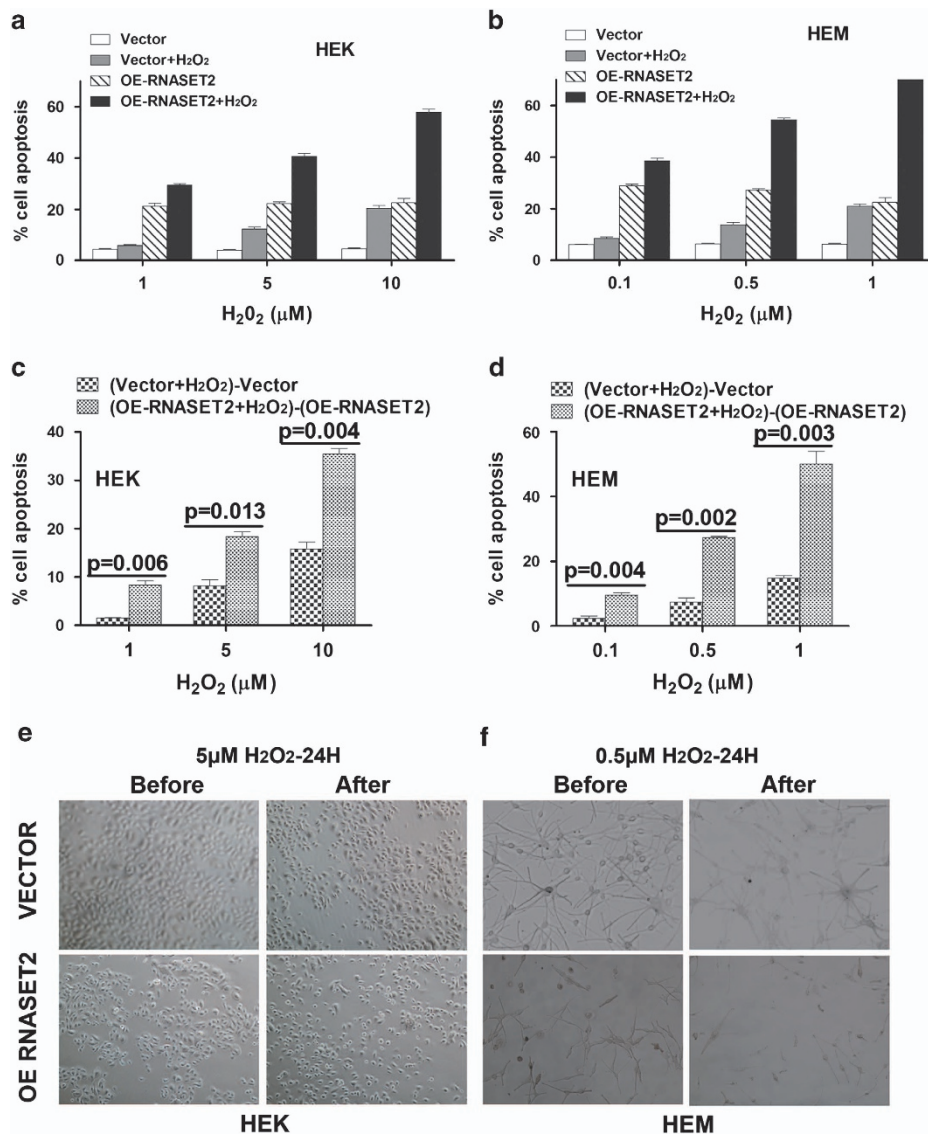 a
Vector
Vector+H₂O₂
OE-RNASET2
OE-RNASET2+H₂O₂
HEK
% cell apoptosis
60
40
20
0
1 5 10
H₂0₂ (μM)
b
Vector
Vector+H₂O₂
OE-RNASET2
OE-RNASET2+H₂O₂
HEM
% cell apoptosis
60
40
20
0
0.1 0.5 1
H₂0₂ (μM)
c
(Vector+H₂O₂)-Vector
(OE-RNASET2+H₂O₂)-(OE-RNASET2)
% cell apoptosis
40
30
20
10
0
HEK
p=0.006
p=0.013
p=0.004
1 5 10
H₂O₂ (μM)
d
(Vector+H₂O₂)-Vector
(OE-RNASET2+H₂O₂)-(OE-RNASET2)
% cell apoptosis
60
40
20
0
HEM
p=0.004
p=0.002
p=0.003
0.1 0.5 1
H₂O₂ (μM)
e
5μM H₂O₂-24H
Before After
VECTOR
OE RNASET2
HEK
f
0.5μM H₂O₂-24H
Before After
HEM